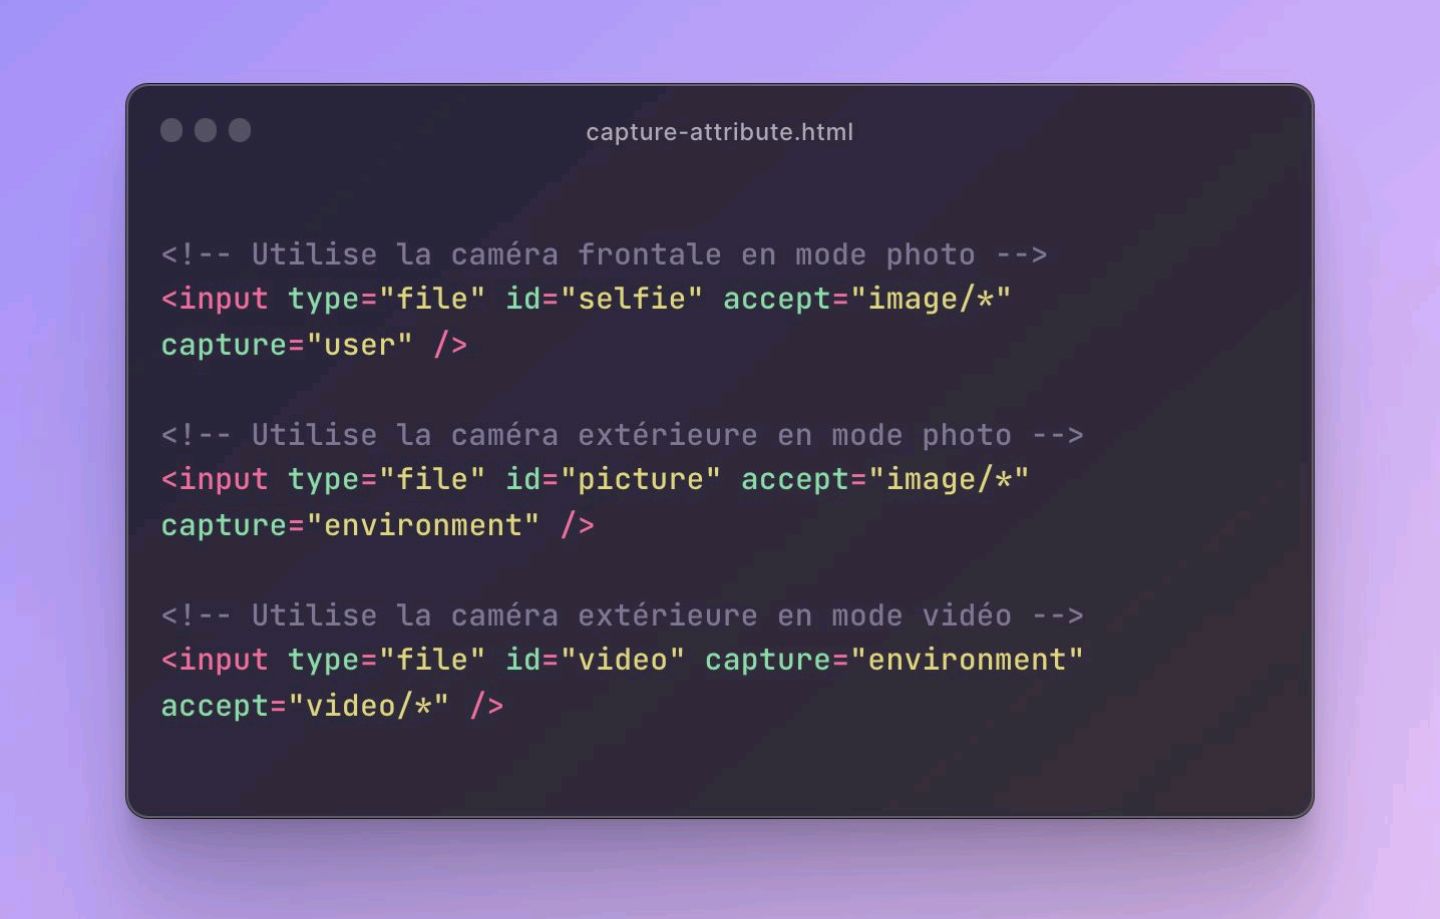 capture-attribute.html
<!-- Utilise la caméra frontale en mode photo -->
<input type="file" id="selfie" accept="image/*"
capture="user" />
<!-- Utilise la caméra extérieure en mode photo -->
<input type="file" id="picture" accept="image/*"
capture="environment" />
<!-- Utilise la caméra extérieure en mode vidéo -->
<input type="file" id="video" capture="environment"
accept="video/*" />